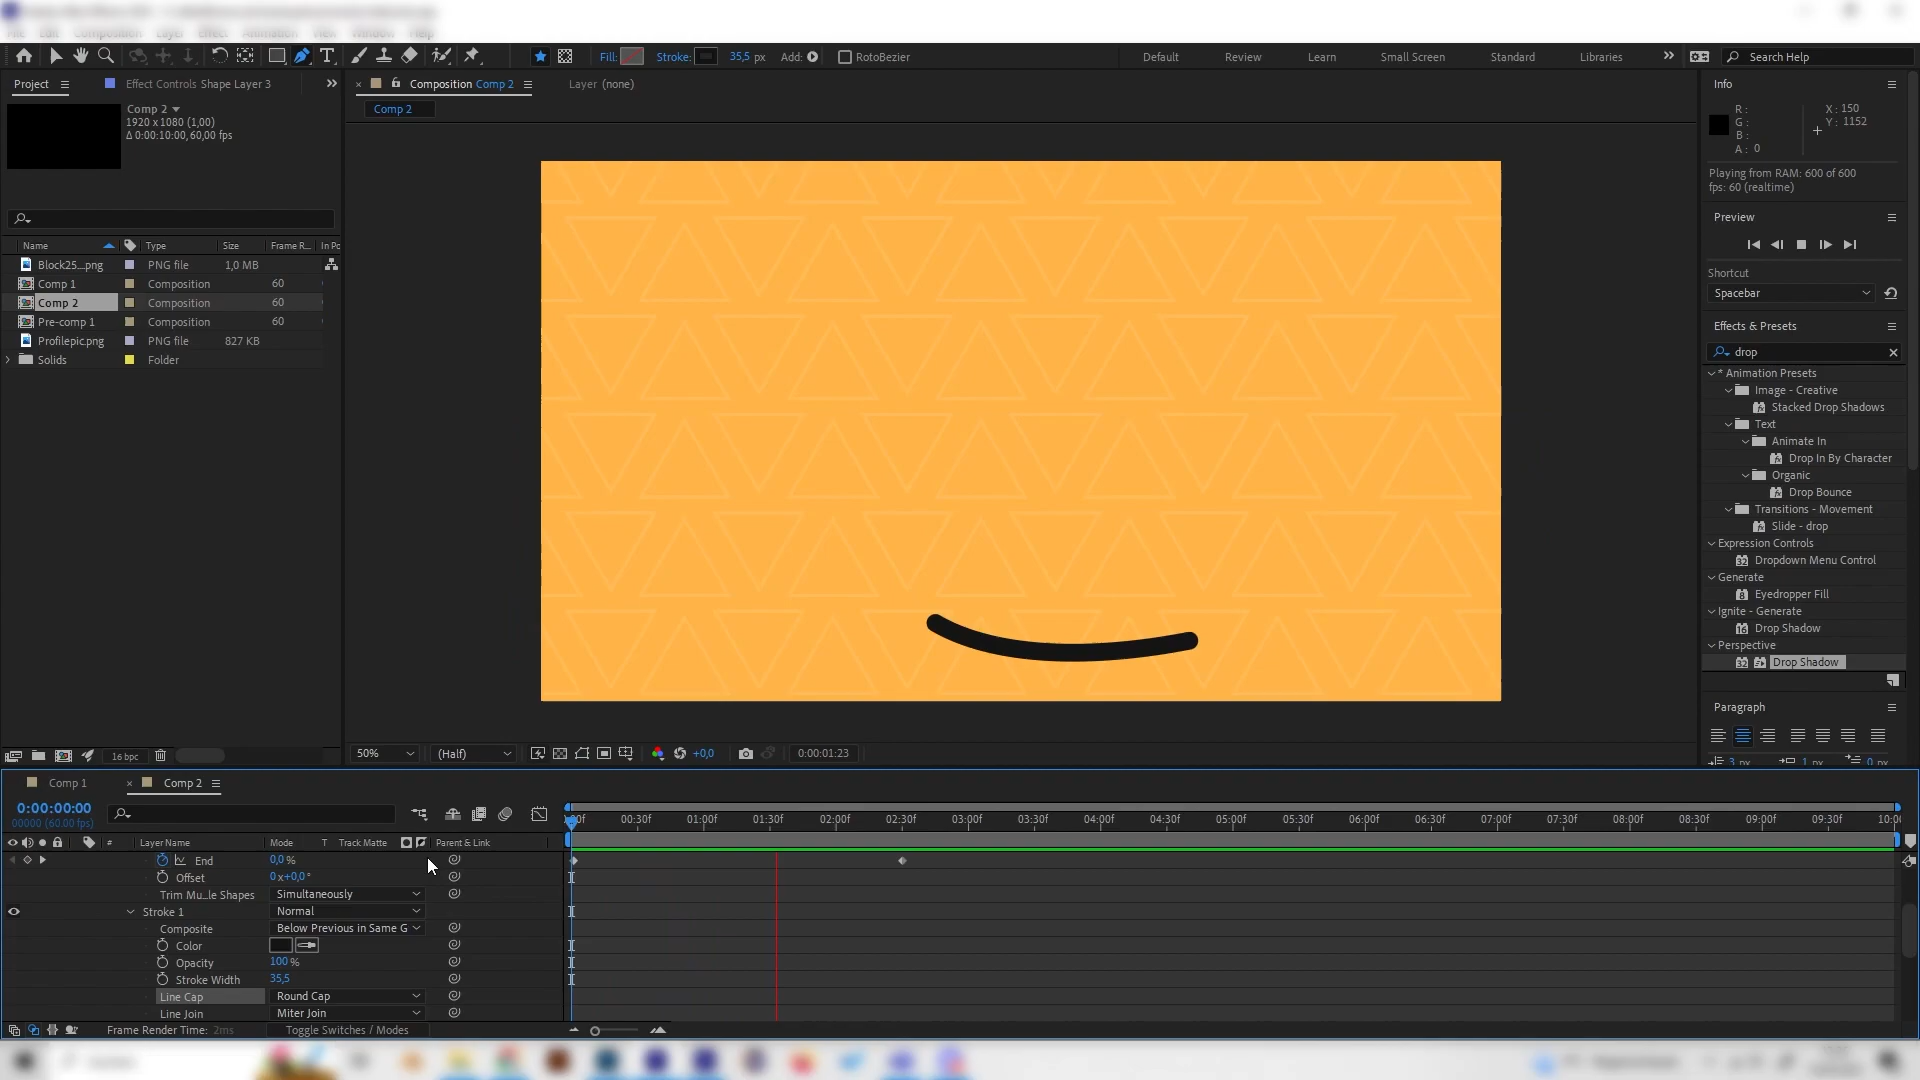 Fill:
Stroke:
35,5 px
Add:
RotoBezier
Default
Review
Learn
Small Screen
Standard
Libraries
Search Help
Project
Effect Controls Shape Layer 3
Composition Comp 2
Layer (none)
Comp 2
Comp 2
1920 x 1080 (1,00)
Δ 0:00:10:00, 60,00 fps
Name
Type
Size
Frame R...
In Po
Block25....png
PNG file
1,0 MB
Comp 1
Composition
60
Comp 2
Composition
60
Pre-comp 1
Composition
60
Profilepic.png
PNG file
827 KB
Solids
Folder
16 bpc
50%
(Half)
+0,0
0:00:01:23
Info
R :
G :
B :
A : 0
X : 150
Y : 1152
Playing from RAM: 600 of 600
fps: 60 (realtime)
Preview
Shortcut
Spacebar
Effects & Presets
drop
* Animation Presets
Image - Creative
Stacked Drop Shadows
Text
Animate In
Drop In By Character
Organic
Drop Bounce
Transitions - Movement
Slide - drop
Expression Controls
Dropdown Menu Control
Generate
Eyedropper Fill
Ignite - Generate
Drop Shadow
Perspective
Drop Shadow
Paragraph
3 px
1 px
0 px
Comp 1
Comp 2
0:00:00:00
00000 (60.00 fps)
00f
00:30f
01:00f
01:30f
02:00f
02:30f
03:00f
03:30f
04:00f
04:30f
05:00f
05:30f
06:00f
06:30f
07:00f
07:30f
08:00f
08:30f
09:00f
09:30f
10:0
#
Layer Name
Mode
T
Track Matte
Parent & Link
End
0,0 %
Offset
0 x+0,0 °
Trim Mu...le Shapes
Simultaneously
Stroke 1
Normal
Composite
Below Previous in Same G
Color
Opacity
100 %
Stroke Width
35,5
Line Cap
Round Cap
Line Join
Miter Join
Frame Render Time: 2ms
Toggle Switches / Modes